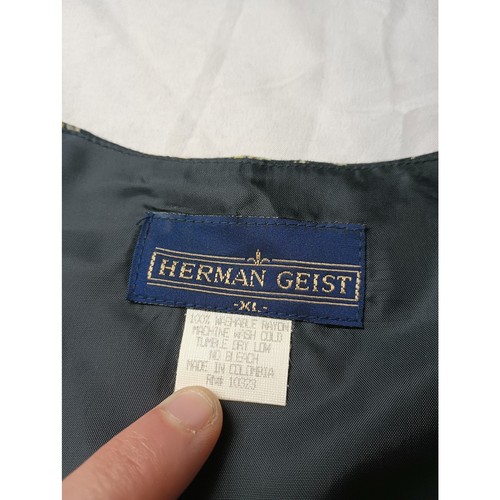 HERMAN GEIST
-XL-
100% WASHABLE RAYON
MACHINE WASH COLD
TUMBLE DRY LOW
NO BLEACH
MADE IN COLOMBIA
RN# 10323